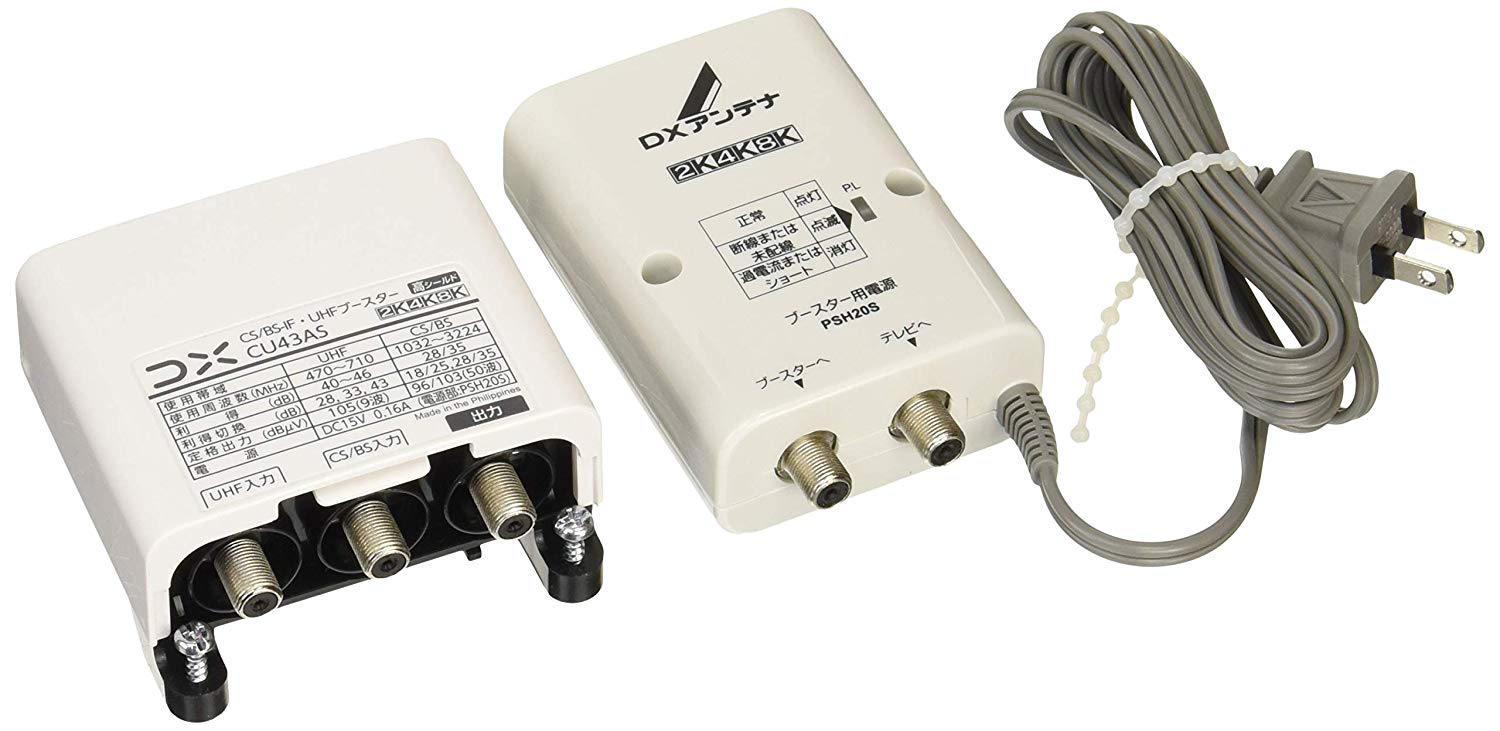 DX
CS/BS-IF・UHFブースター 高シールド
CU43AS 2K4K8K
UHF CS/BS
使用帯域
使用周波数(MHz) 470～710 1032～3224
利得(dB) 40～46 28/35
利得切換(dB) 28, 33, 43 18/25,28/35
定格出力(dBμV) 105(9波) 96/103(50波)
電源 DC15V 0.16A (電源部:PSH20S)
Made in the Philippines
UHF入力
CS/BS入力
出力
DXアンテナ
2K4K8K
P.L
正常 点灯
断線または未配線 点滅
過電流またはショート 消灯
ブースター用電源
PSH20S
ブースターへ
テレビへ